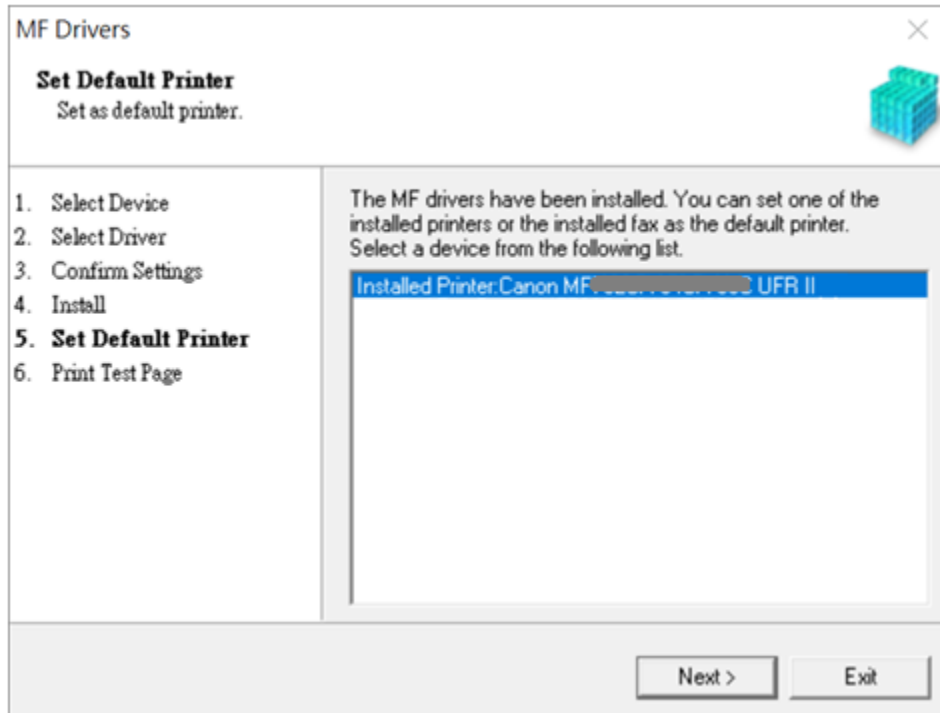 MF Drivers
Set Default Printer
Set as default printer.
1. Select Device
2. Select Driver
3. Confirm Settings
4. Install
5. Set Default Printer
6. Print Test Page
The MF drivers have been installed. You can set one of the
installed printers or the installed fax as the default printer.
Select a device from the following list.
Installed Printer:Canon MF UFR II
Next >
Exit